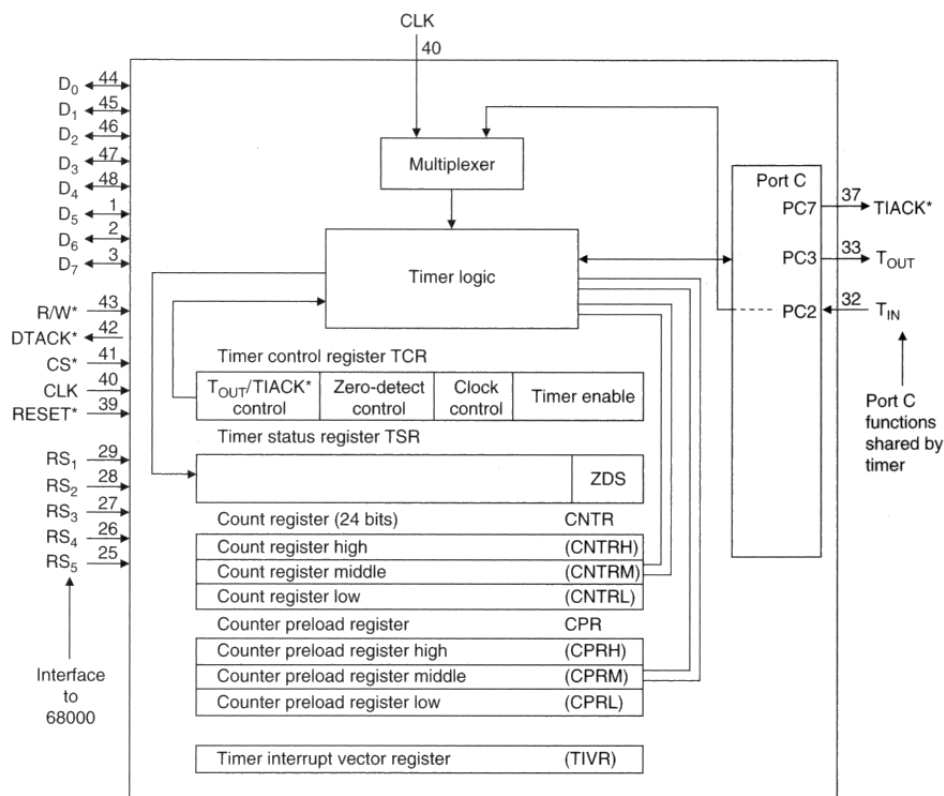 CLK
40
D0 44
D1 45
D2 46
D3 47
D4 48
D5 1
D6 2
D7 3
R/W* 43
DTACK* 42
CS* 41
CLK 40
RESET* 39
RS1 29
RS2 28
RS3 27
RS4 26
RS5 25
Interface
to
68000
Multiplexer
Timer logic
Timer control register TCR
TOUT/TIACK*
control
Zero-detect
control
Clock
control
Timer enable
Timer status register TSR
ZDS
Count register (24 bits) CNTR
Count register high (CNTRH)
Count register middle (CNTRM)
Count register low (CNTRL)
Counter preload register CPR
Counter preload register high (CPRH)
Counter preload register middle (CPRM)
Counter preload register low (CPRL)
Timer interrupt vector register (TIVR)
Port C
PC7 37 TIACK*
PC3 33 TOUT
PC2 32 TIN
Port C
functions
shared by
timer